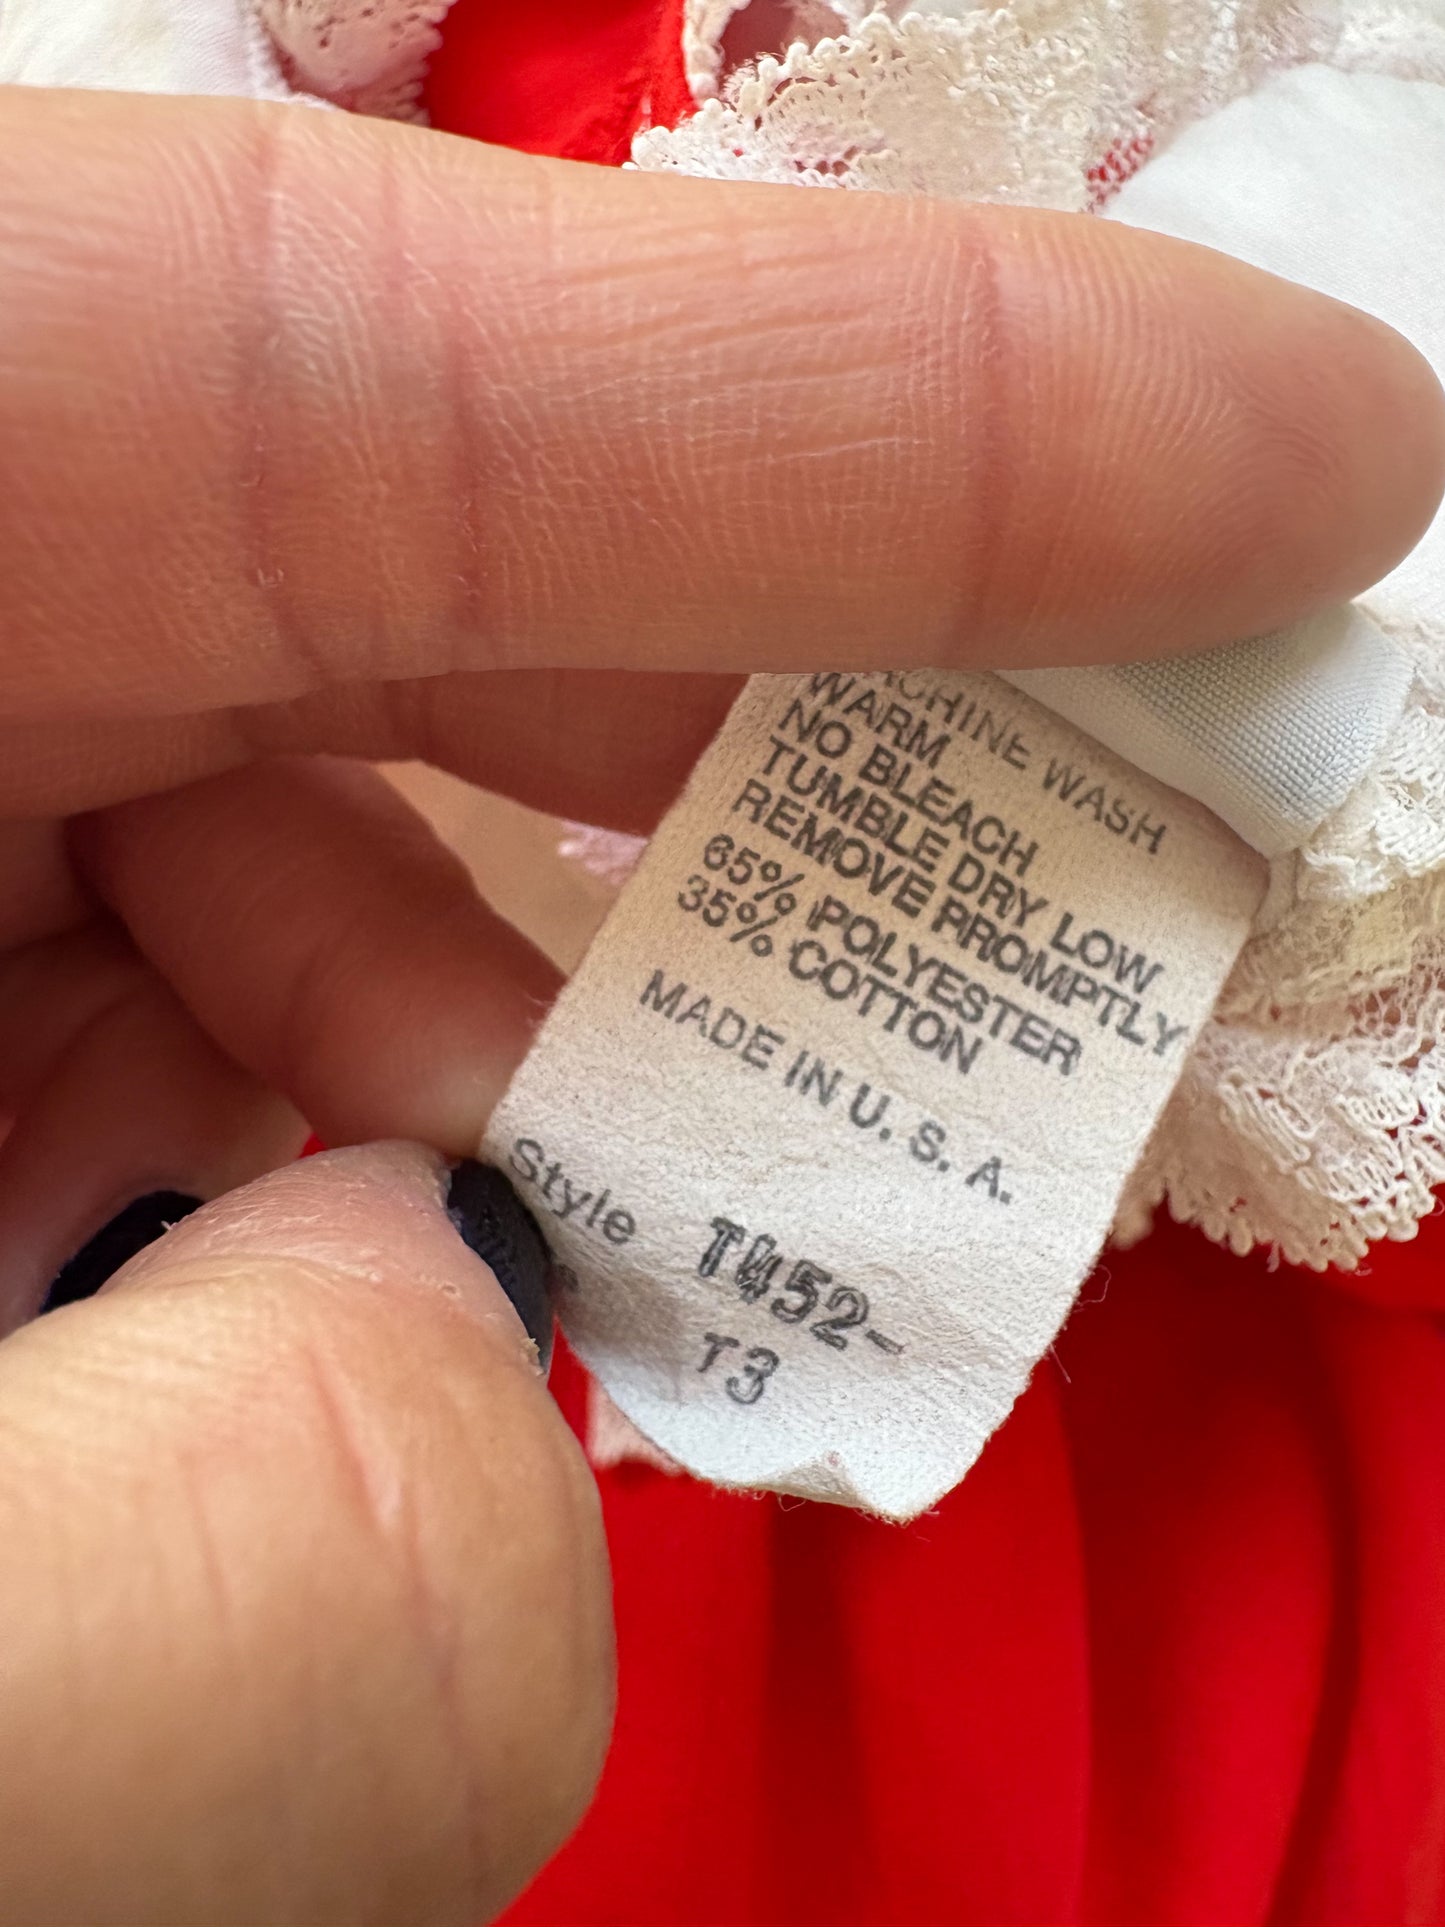 MACHINE WASH
WARM
NO BLEACH
TUMBLE DRY LOW
REMOVE PROMPTLY
65% POLYESTER
35% COTTON
MADE IN U. S. A.
Style T452-
T3